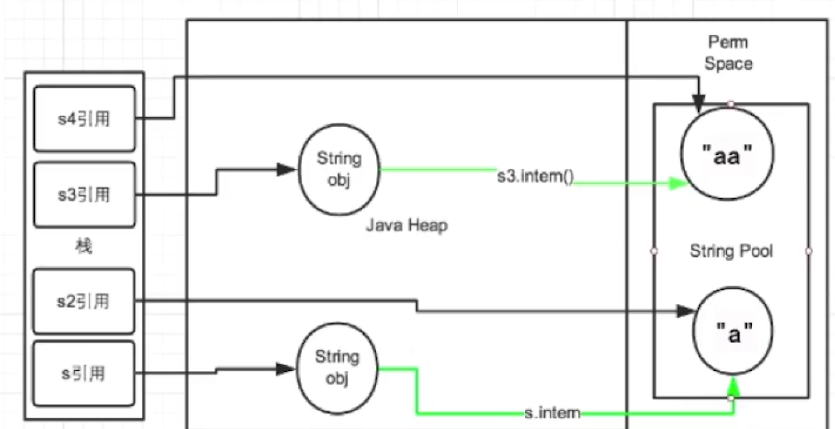 Perm
Space
s4引用
"aa"
String
obj
s3.intern()
s3引用
Java Heap
栈
String Pool
s2引用
"a"
String
obj
s引用
s.intern